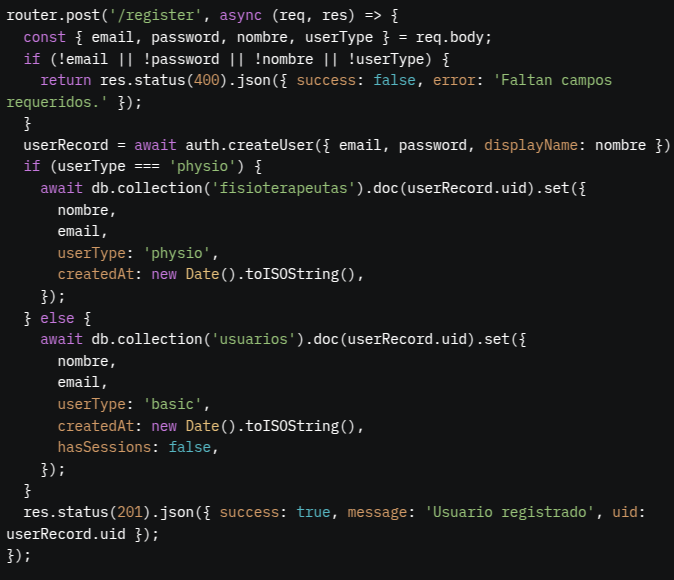 router.post('/register', async (req, res) => {
  const { email, password, nombre, userType } = req.body;
  if (!email || !password || !nombre || !userType) {
    return res.status(400).json({ success: false, error: 'Faltan campos
requeridos.' });
  }
  userRecord = await auth.createUser({ email, password, displayName: nombre })
  if (userType === 'physio') {
    await db.collection('fisioterapeutas').doc(userRecord.uid).set({
      nombre,
      email,
      userType: 'physio',
      createdAt: new Date().toISOString(),
    });
  } else {
    await db.collection('usuarios').doc(userRecord.uid).set({
      nombre,
      email,
      userType: 'basic',
      createdAt: new Date().toISOString(),
      hasSessions: false,
    });
  }
  res.status(201).json({ success: true, message: 'Usuario registrado', uid:
userRecord.uid });
});